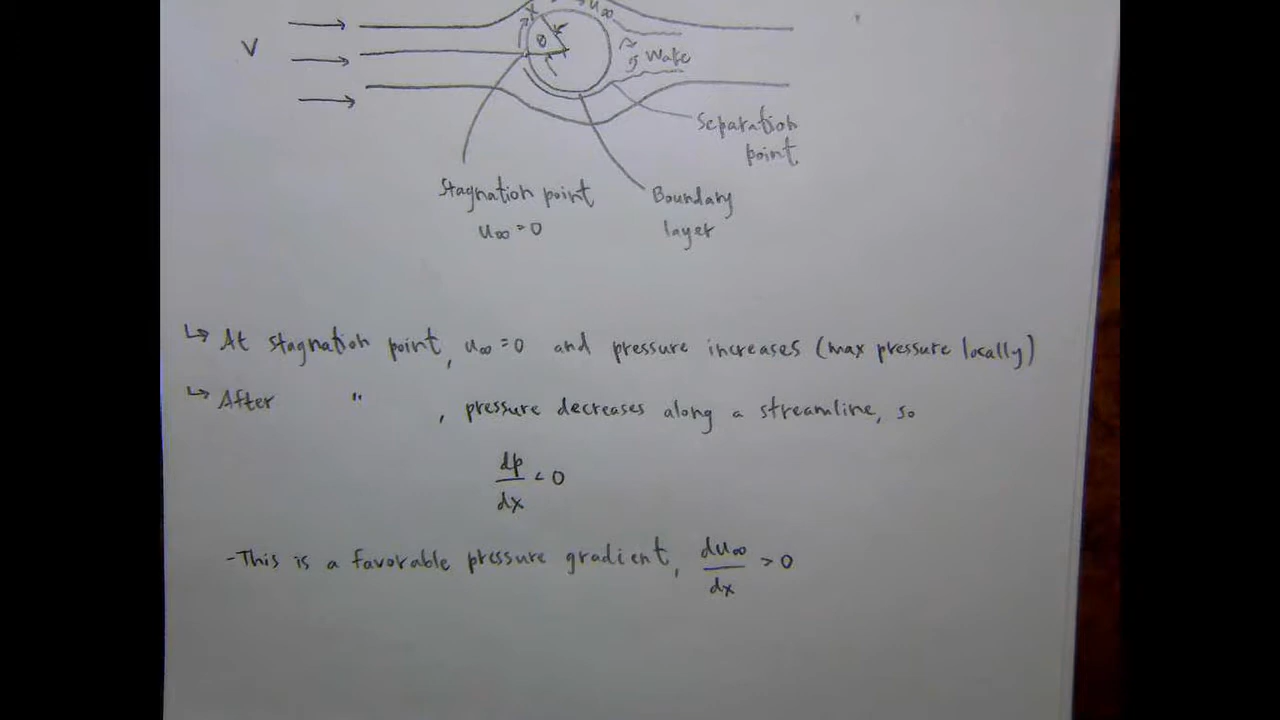 x
u∞
V
θ
Wake
Separation
point
Stagnation point
u∞ = 0
Boundary
layer
↳ At stagnation point, u∞ = 0 and pressure increases (max pressure locally)
↳ After " , pressure decreases along a streamline, so
dp/dx < 0
- This is a favorable pressure gradient, du∞/dx > 0